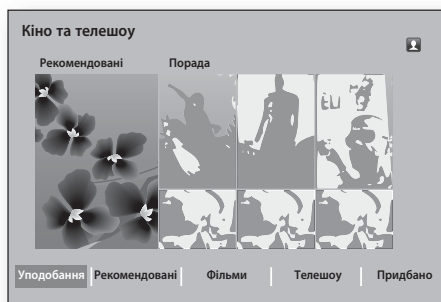 Кіно та телешоу
Рекомендовані Порада
Уподобання Рекомендовані Фільми Телешоу Придбано